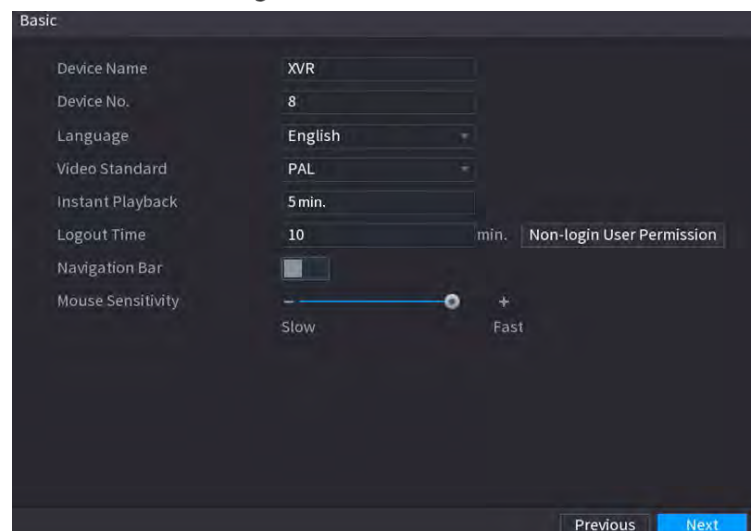 Basic
Device Name XVR
Device No. 8
Language English
Video Standard PAL
Instant Playback 5 min.
Logout Time 10 min. Non-login User Permission
Navigation Bar
Mouse Sensitivity - +
Slow Fast
Previous Next